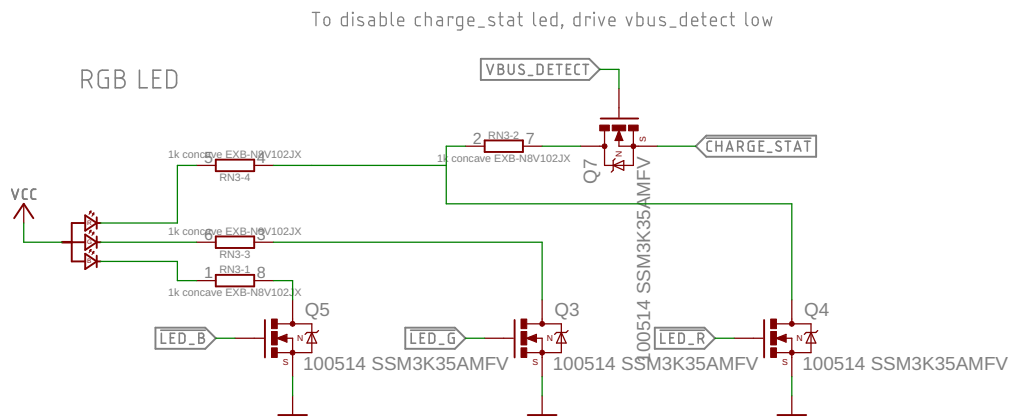 To disable charge_stat led, drive vbus_detect low
RGB LED
VBUS_DETECT
2 RN3-2 7
1k concave EXB-N8V102JX
S
N
CHARGE_STAT
Q7
100514 SSM3K35AMFV
1k concave EXB-N8V102JX
5 4
RN3-4
VCC
R
G
B
1k concave EXB-N8V102JX
6 3
RN3-3
RN3-1
1 8
1k concave EXB-N8V102JX
Q5
Q3
Q4
LED_B
N
S
LED_G
N
S
LED_R
N
S
100514 SSM3K35AMFV
100514 SSM3K35AMFV
100514 SSM3K35AMFV